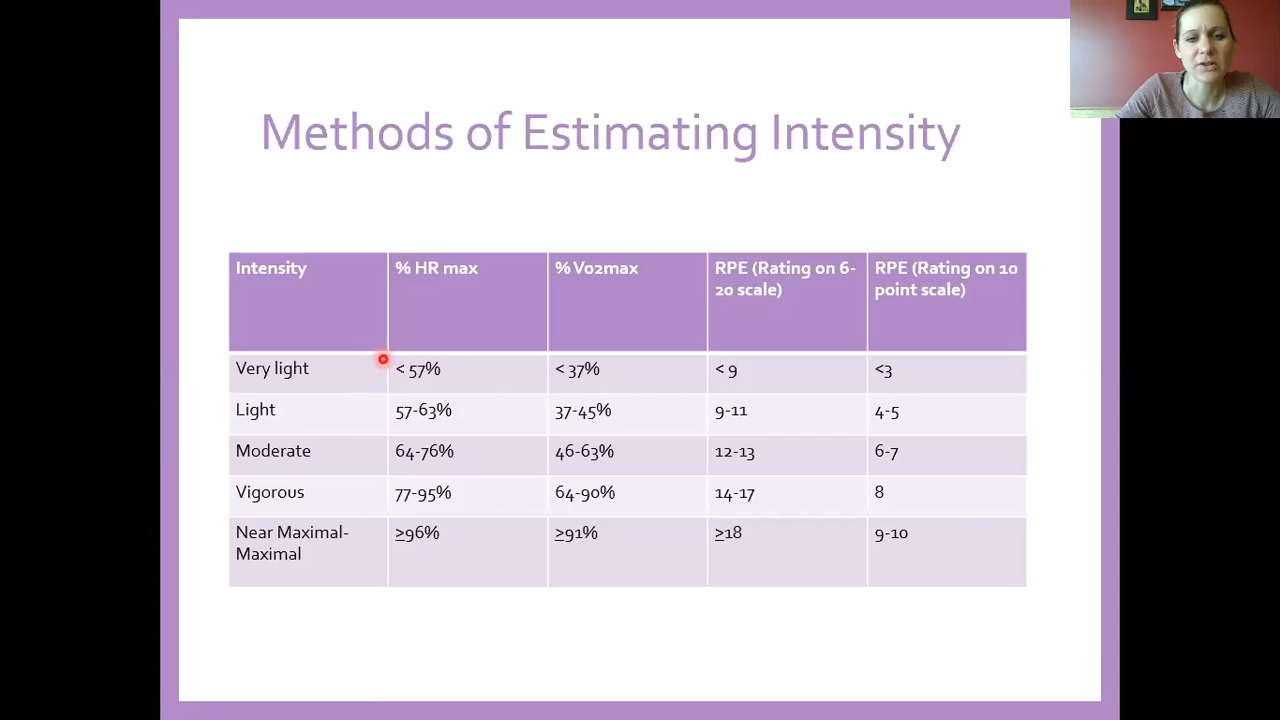 Methods of Estimating Intensity
Intensity
% HR max
% Vo2max
RPE (Rating on 6-
20 scale)
RPE (Rating on 10
point scale)
Very light
< 57%
< 37%
< 9
<3
Light
57-63%
37-45%
9-11
4-5
Moderate
64-76%
46-63%
12-13
6-7
Vigorous
77-95%
64-90%
14-17
8
Near Maximal-
Maximal
≥96%
≥91%
≥18
9-10